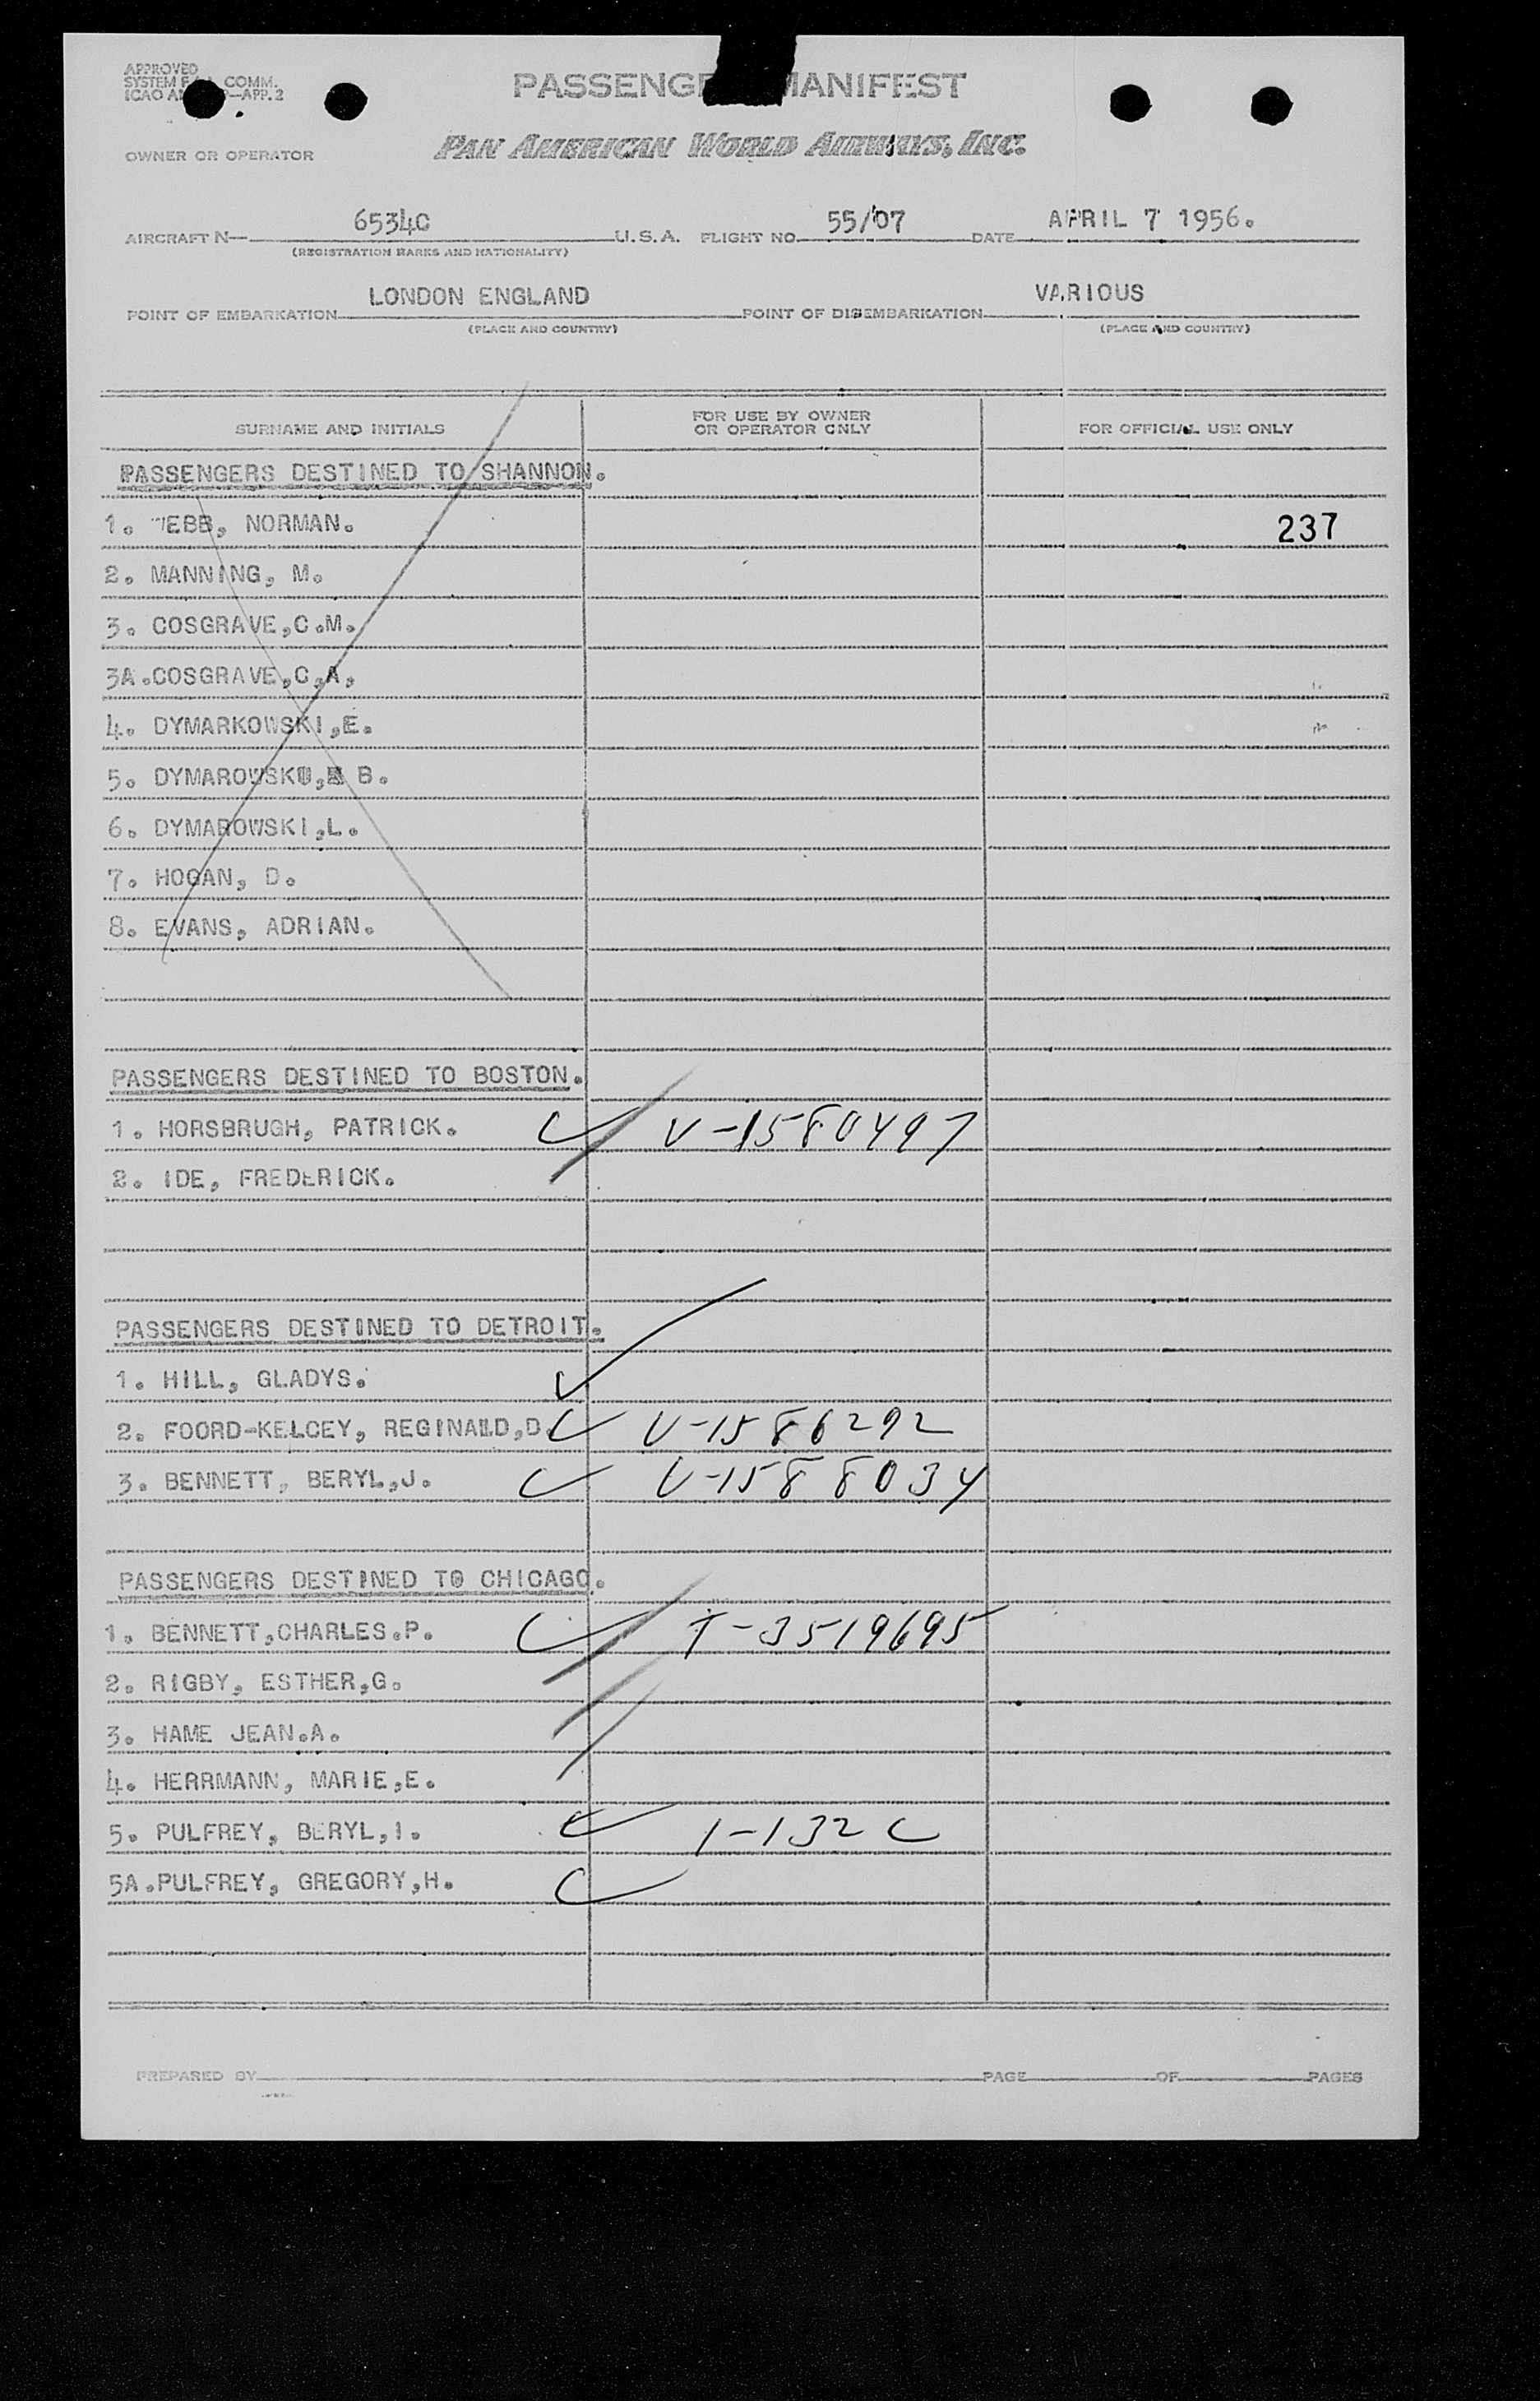 APPROVED
SYSTEM COMM.
ICAO —APP. 2
PASSENG MANIFEST
OWNER OR OPERATOR PAN AMERICAN WORLD AIRWAYS, INC.
AIRCRAFT N— 6534C U.S.A. FLIGHT NO. 55/07 DATE APRIL 7 1956.
(REGISTRATION MARKS AND NATIONALITY)
POINT OF EMBARKATION LONDON ENGLAND POINT OF DISEMBARKATION VARIOUS
(PLACE AND COUNTRY) (PLACE AND COUNTRY)
SURNAME AND INITIALS FOR USE BY OWNER OR OPERATOR ONLY FOR OFFICIAL USE ONLY
PASSENGERS DESTINED TO SHANNON.
1. WEBB, NORMAN. 237
2. MANNING, M.
3. COSGRAVE,C.M.
3A.COSGRAVE,C,A,
4. DYMARKOWSKI,E.
5. DYMAROWSKI, B.
6. DYMAROWSKI,L.
7. HOGAN, D.
8. EVANS, ADRIAN.
PASSENGERS DESTINED TO BOSTON.
1. HORSBRUGH, PATRICK. V-1580497
2. IDE, FREDERICK.
PASSENGERS DESTINED TO DETROIT.
1. HILL, GLADYS.
2. FOORD-KELCEY, REGINALD,D. V-1586292
3. BENNETT, BERYL,J. V-1588034
PASSENGERS DESTINED TO CHICAGO.
1. BENNETT,CHARLES.P. T-3519695
2. RIGBY, ESTHER,G.
3. HAME JEAN.A.
4. HERRMANN, MARIE,E.
5. PULFREY, BERYL,I. 1-132 C
5A.PULFREY, GREGORY,H.
PREPARED BY PAGE OF PAGES